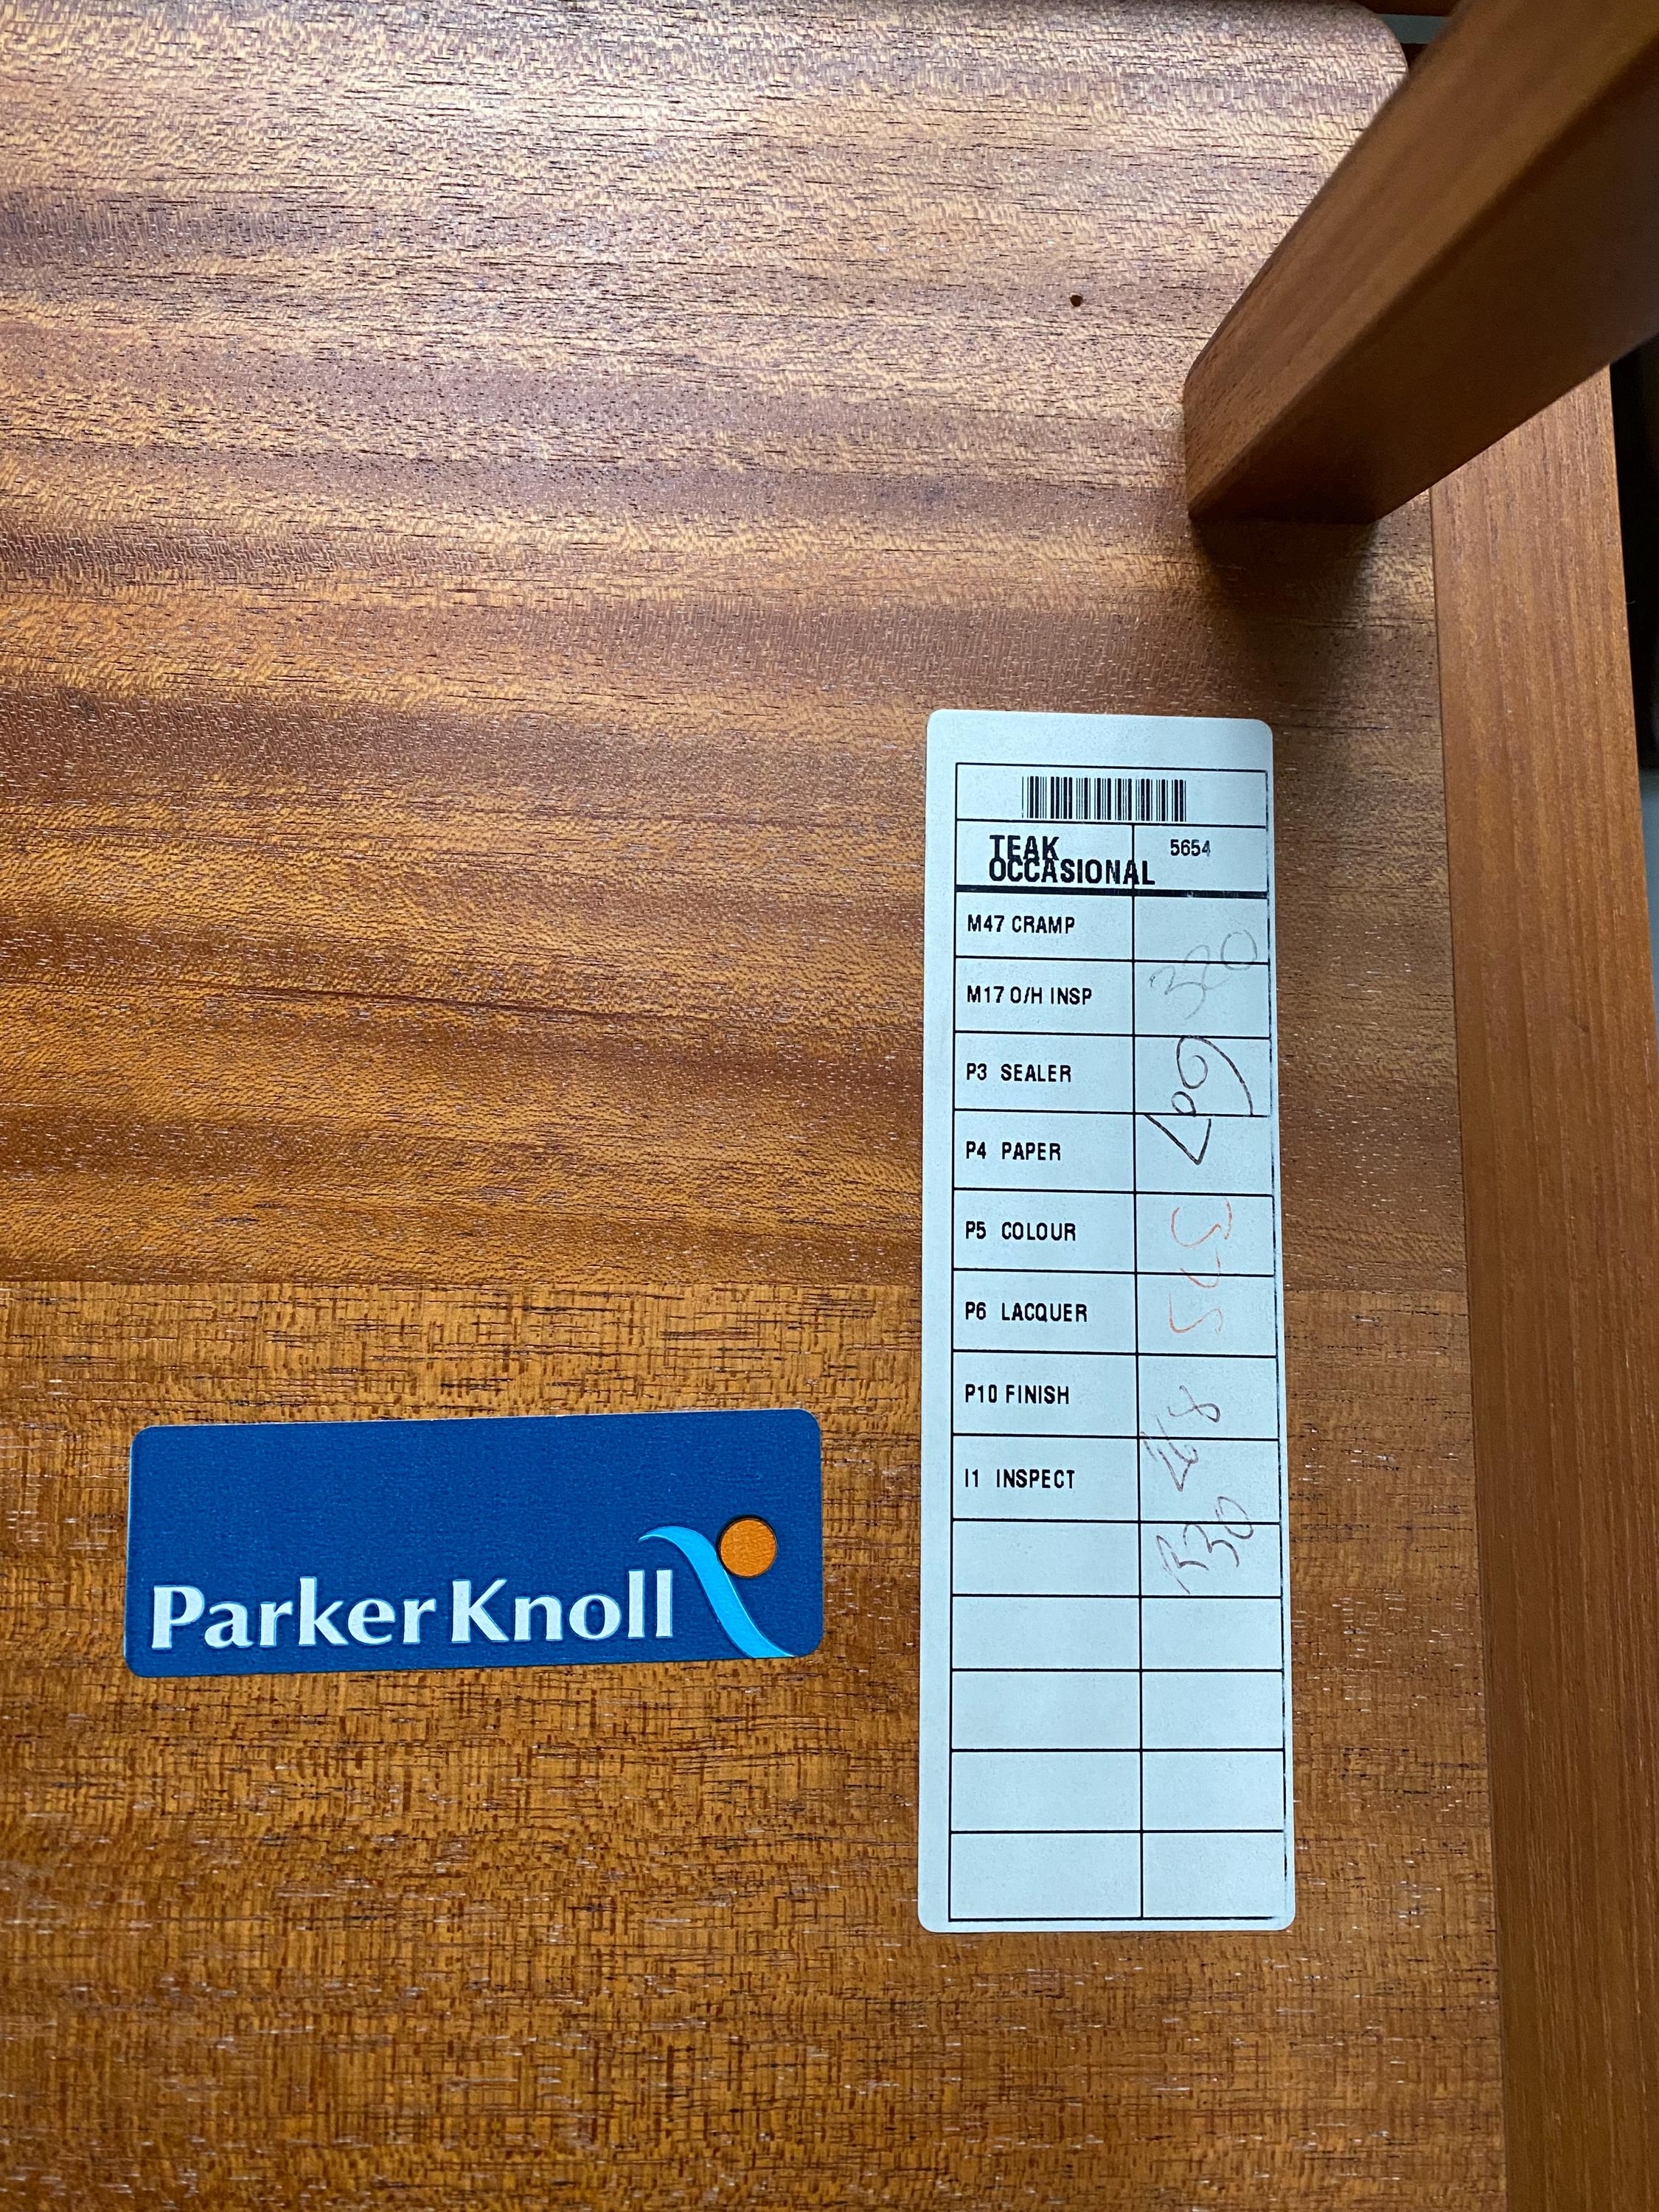 TEAK
OCCASIONAL
5654
M47 CRAMP
M17 O/H INSP
320
P3 SEALER
P4 PAPER
P5 COLOUR
P6 LACQUER
P10 FINISH
I1 INSPECT
Parker Knoll